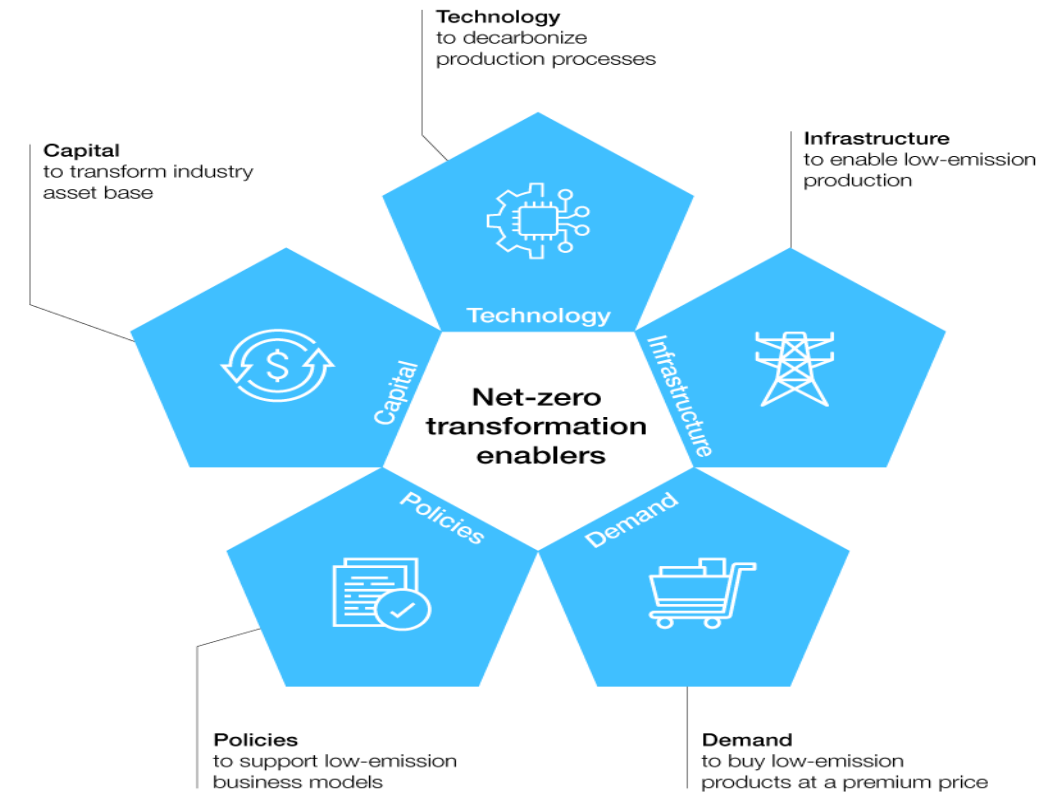 Technology
to decarbonize
production processes
Capital
to transform industry
asset base
Infrastructure
to enable low-emission
production
Technology
Capital
Infrastructure
Net-zero
transformation
enablers
Policies
Demand
$
Policies
to support low-emission
business models
Demand
to buy low-emission
products at a premium price